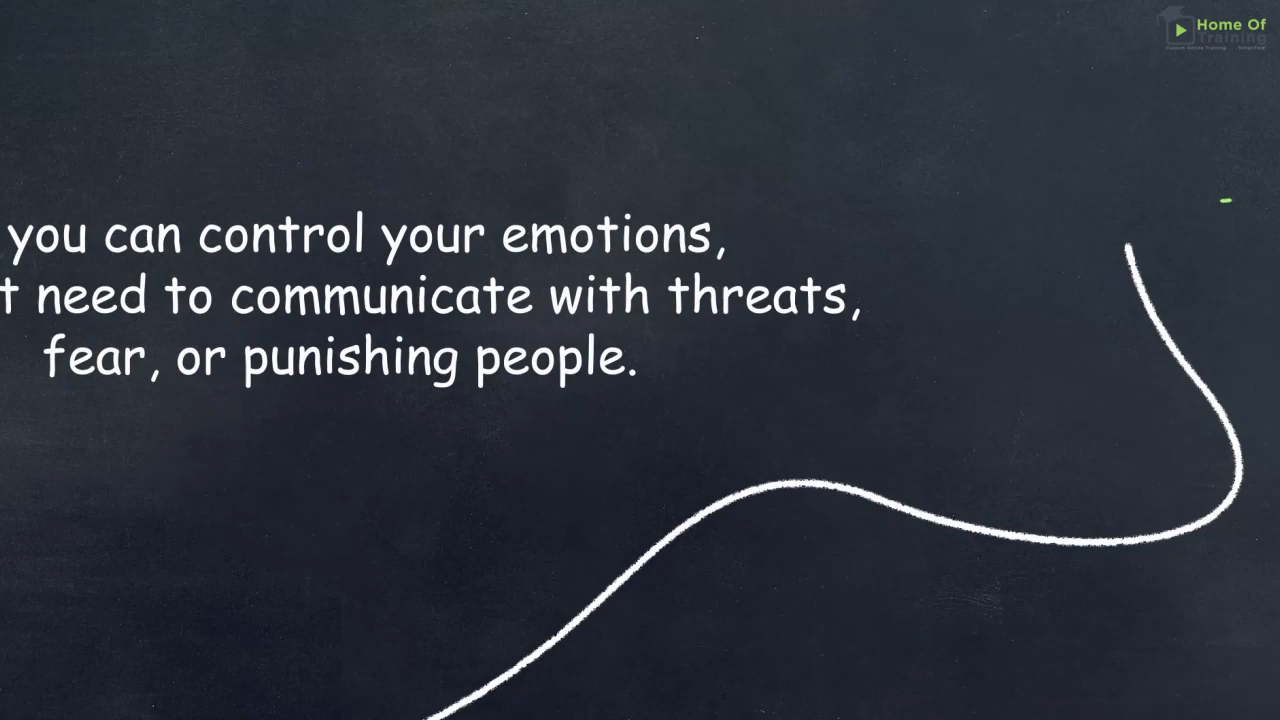 Home Of
Training
you can control your emotions,
t need to communicate with threats,
fear, or punishing people.